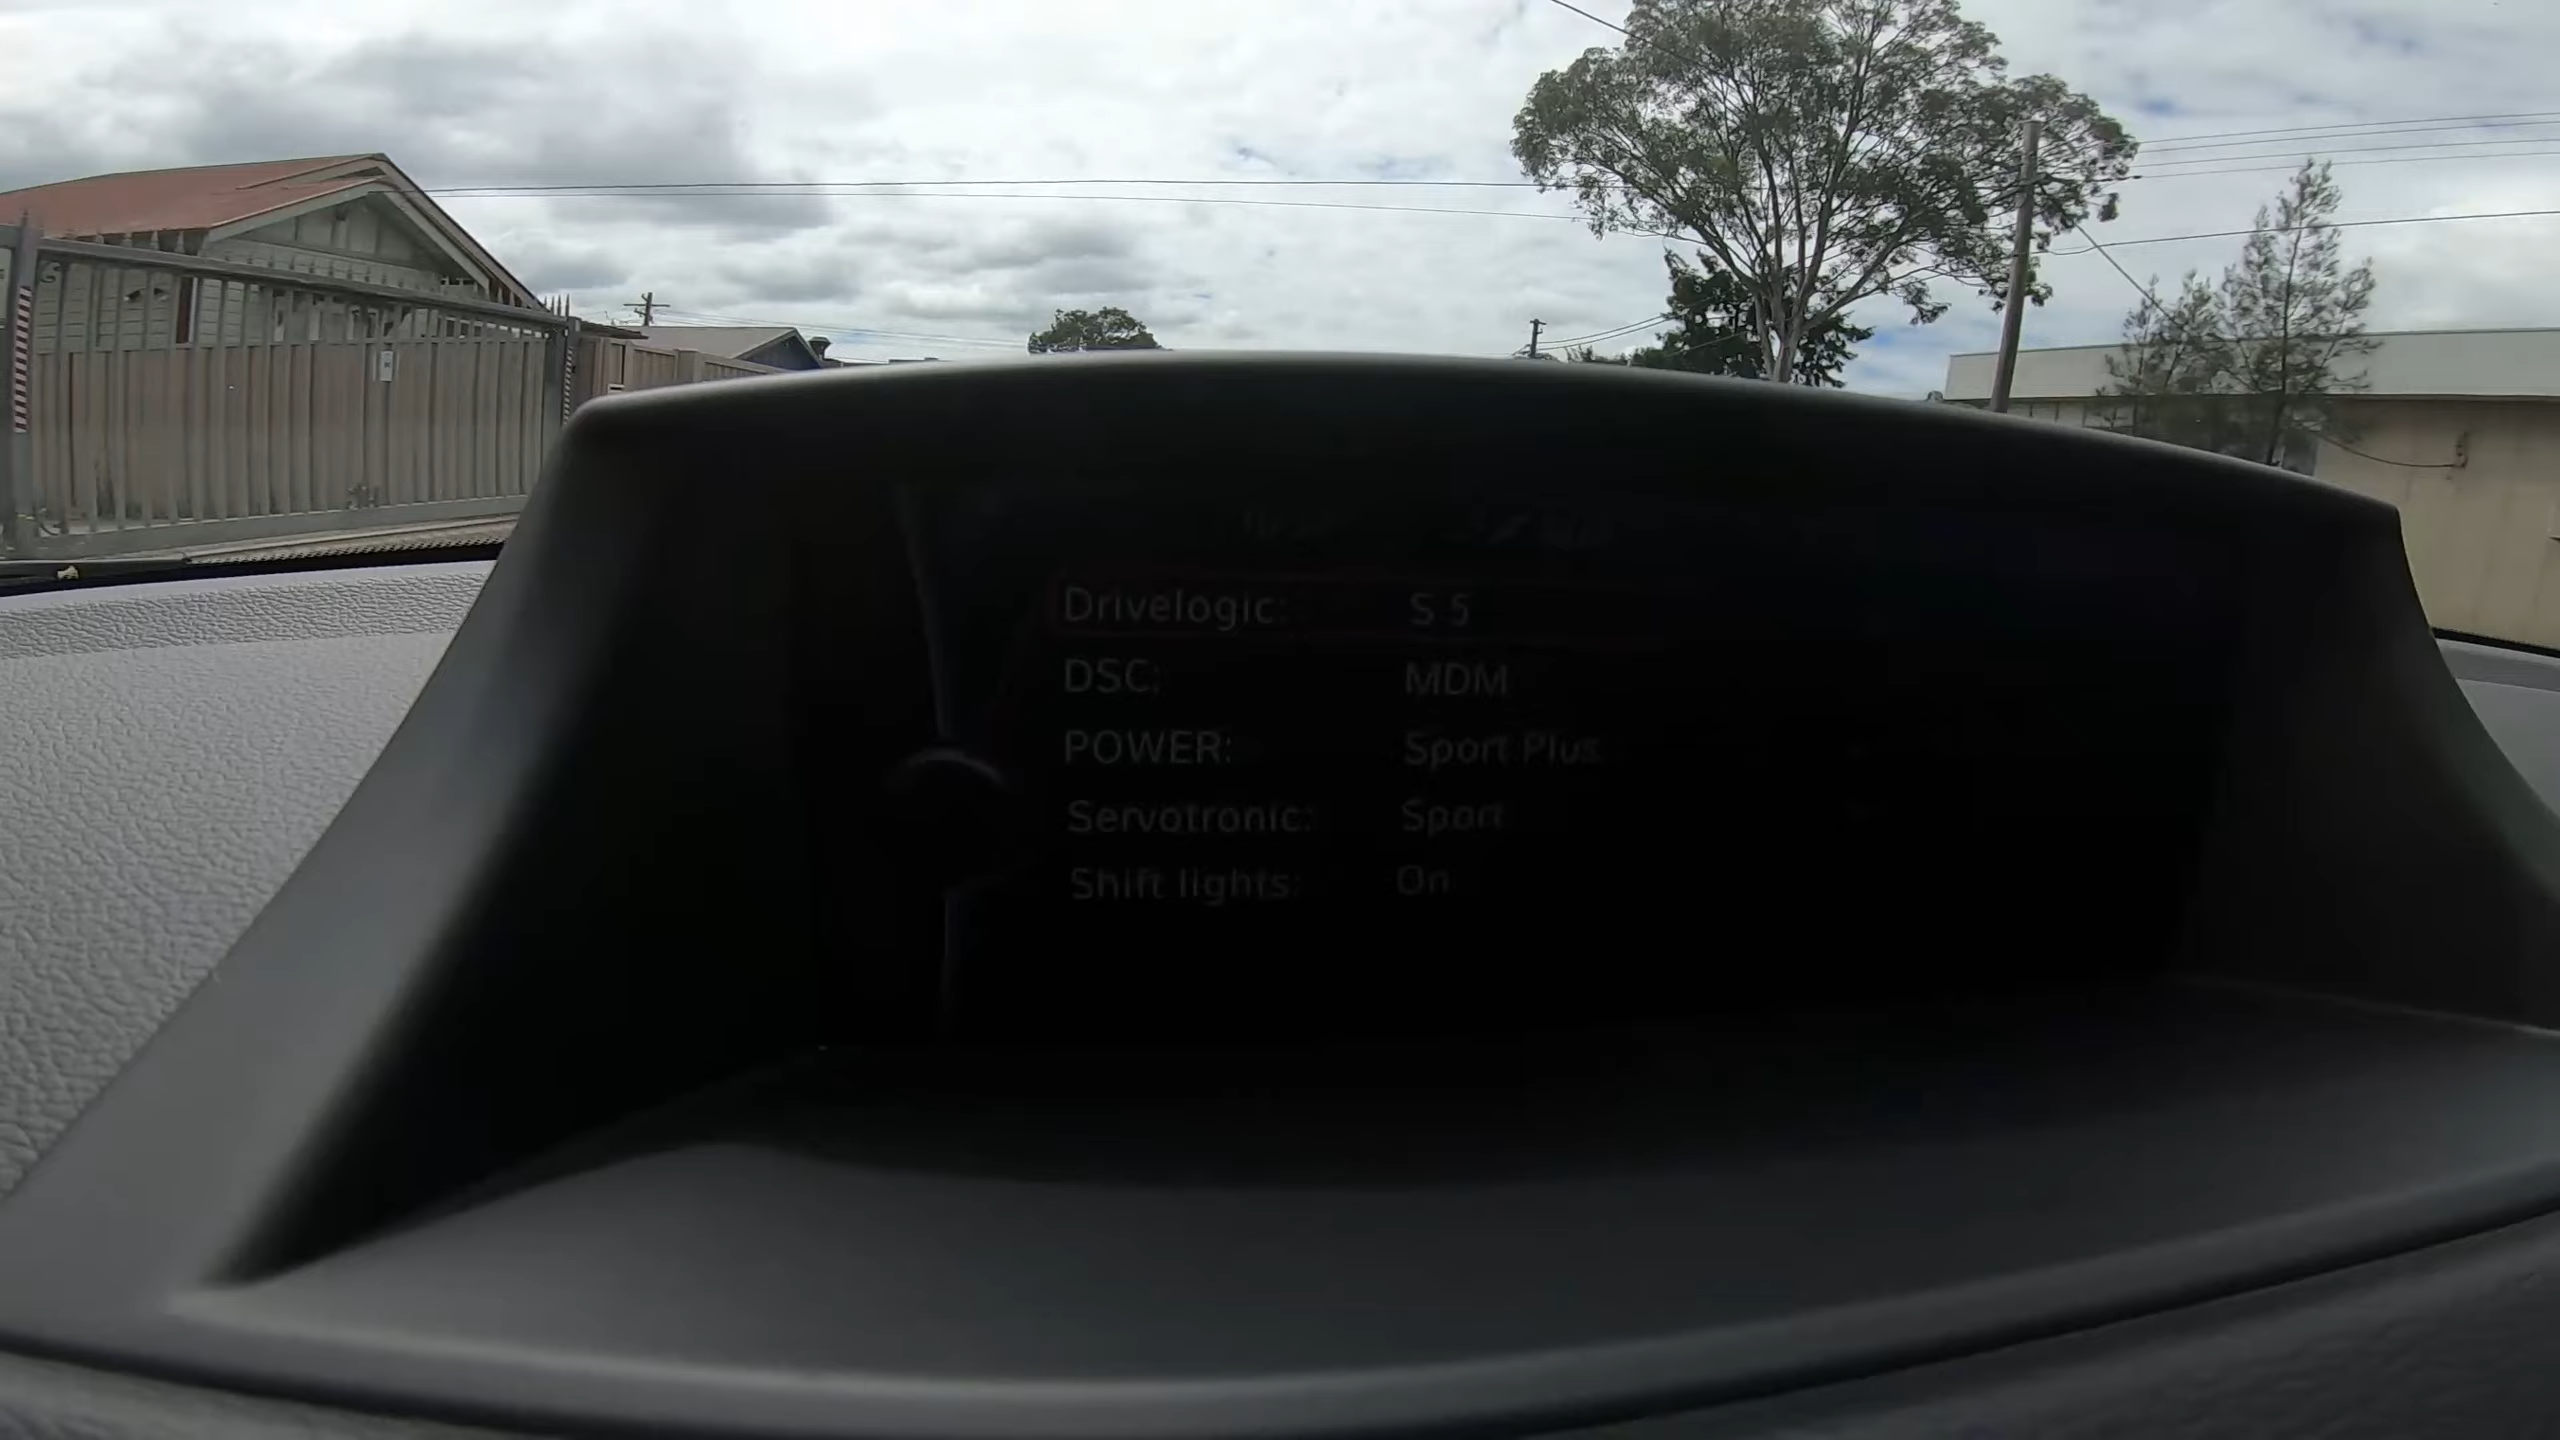 Drivelogic: S 5
DSC: MDM
POWER: Sport Plus
Servotronic: Sport
Shift lights: On